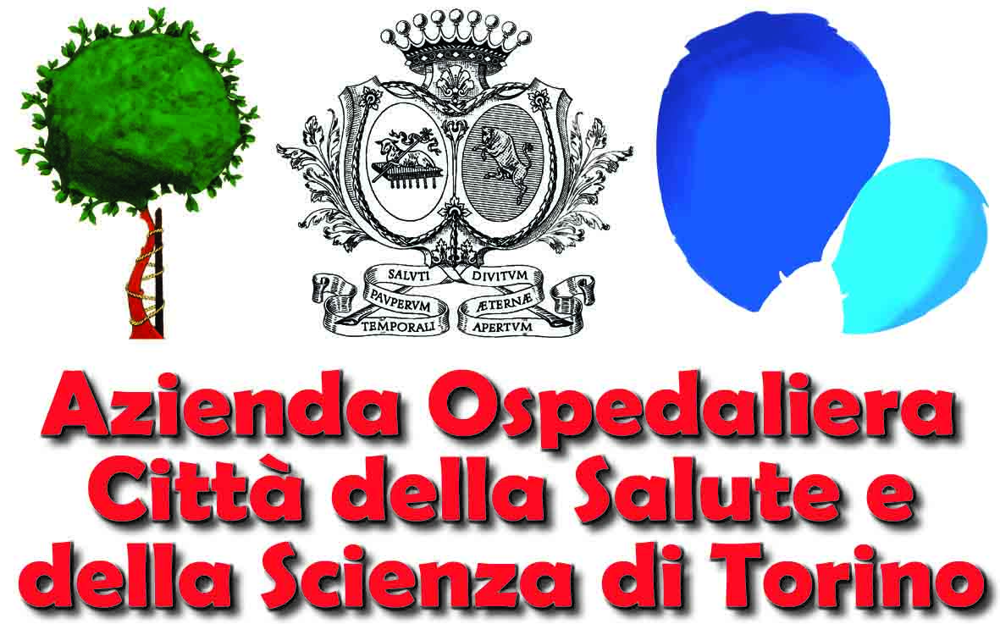 SALVTI DIVITVM
PAVPERVM ÆTERNÆ
TEMPORALI APERTVM
Azienda Ospedaliera
Città della Salute e
della Scienza di Torino